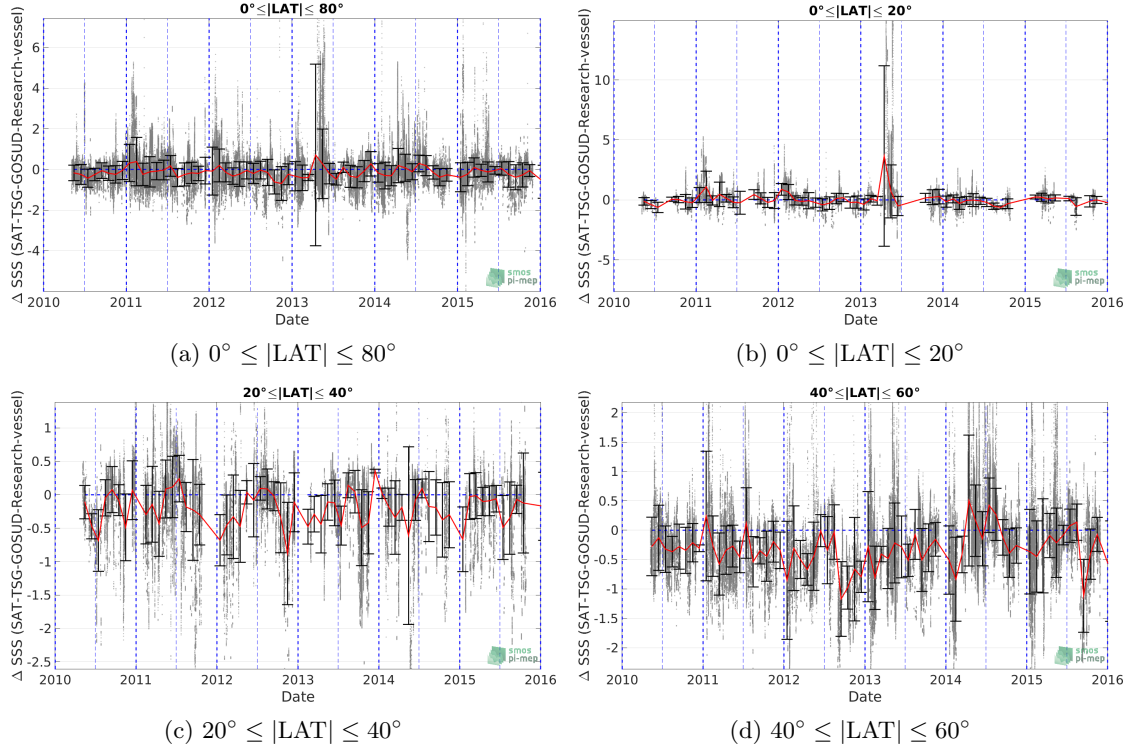 0°≤|LAT|≤ 80°
Δ SSS (SAT-TSG-GOSUD-Research-vessel)
6
4
2
0
-2
-4
2010 2011 2012 2013 2014 2015 2016
Date
smos
pi-mep
(a) 0° ≤ |LAT| ≤ 80°
0°≤|LAT|≤ 20°
Δ SSS (SAT-TSG-GOSUD-Research-vessel)
10
5
0
-5
2010 2011 2012 2013 2014 2015 2016
Date
smos
pi-mep
(b) 0° ≤ |LAT| ≤ 20°
20°≤|LAT|≤ 40°
Δ SSS (SAT-TSG-GOSUD-Research-vessel)
1
0.5
0
-0.5
-1
-1.5
-2
-2.5
2010 2011 2012 2013 2014 2015 2016
Date
smos
pi-mep
(c) 20° ≤ |LAT| ≤ 40°
40°≤|LAT|≤ 60°
Δ SSS (SAT-TSG-GOSUD-Research-vessel)
2
1.5
1
0.5
0
-0.5
-1
-1.5
-2
2010 2011 2012 2013 2014 2015 2016
Date
smos
pi-mep
(d) 40° ≤ |LAT| ≤ 60°